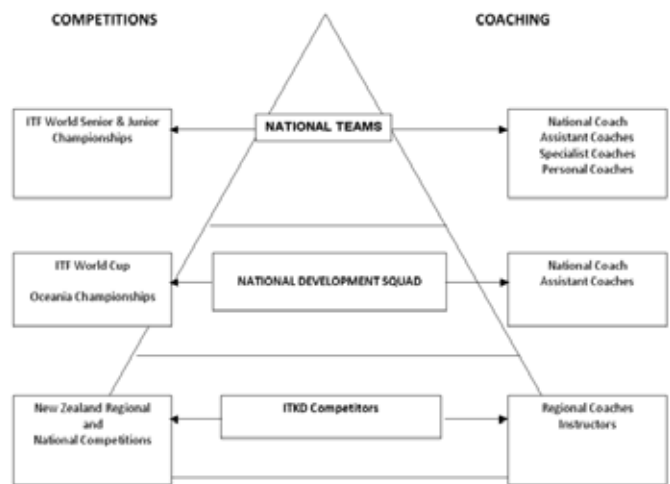 COMPETITIONS
COACHING
ITF World Senior & Junior
Championships
NATIONAL TEAMS
National Coach
Assistant Coaches
Specialist Coaches
Personal Coaches
ITF World Cup
Oceania Championships
NATIONAL DEVELOPMENT SQUAD
National Coach
Assistant Coaches
New Zealand Regional
and
National Competitions
ITKD Competitors
Regional Coaches
Instructors